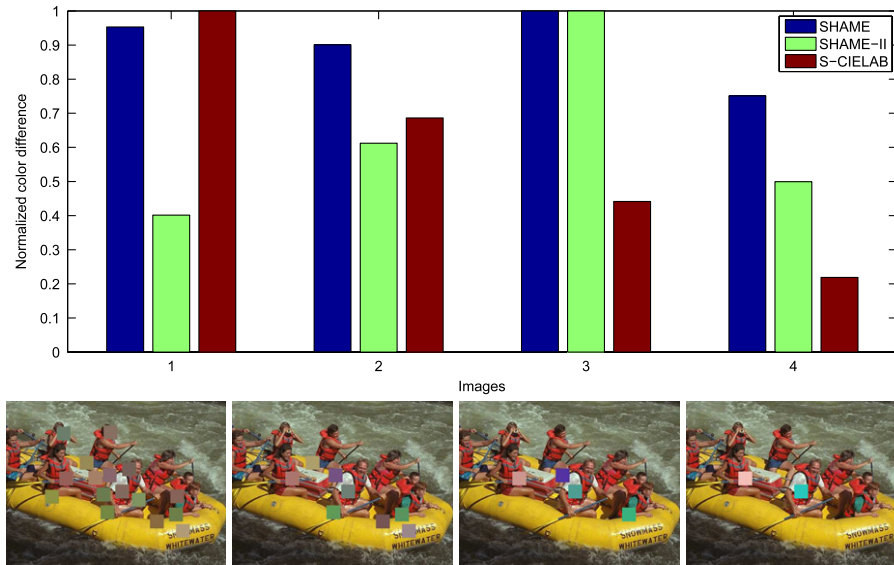 1
0.9
0.8
0.7
0.6
0.5
0.4
0.3
0.2
0.1
0
Normalized color difference
SHAME
SHAME-II
S-CIELAB
1 2 3 4
Images
WHITEWATER
WHITEWATER
SNOWMASS
WHITEWATER
SNOWMASS
WHITEWATER